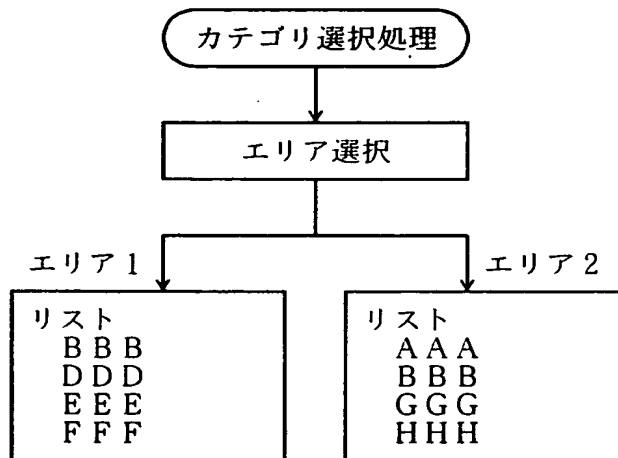 カテゴリ選択処理
エリア選択
エリア1
エリア2
リスト
BBB
DDD
EEE
FFF
リスト
AAA
BBB
GGG
HHH